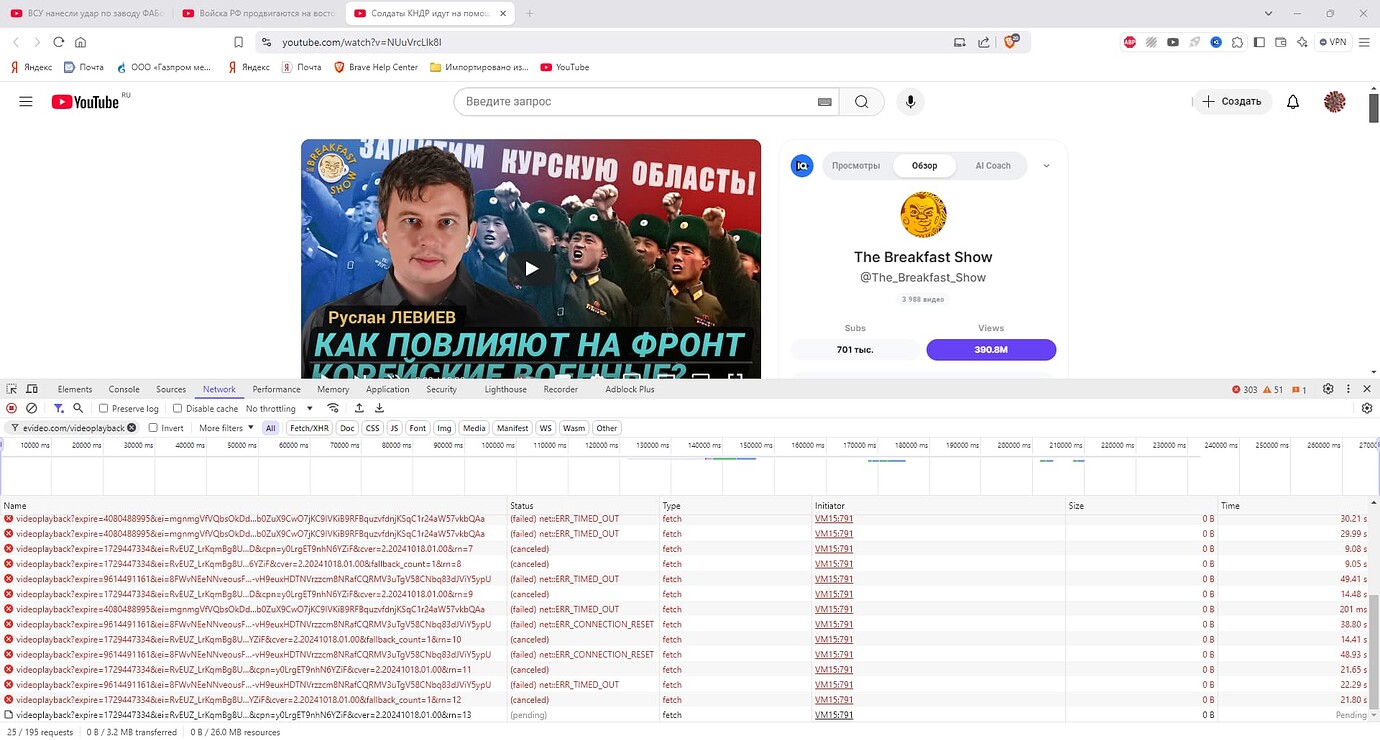 ВСУ нанесли удар по заводу ФАБ
Войска РФ продвигаются на восто
Солдаты КНДР идут на помощь
youtube.com/watch?v=NUuVrcLIk8I
20
ABP
VPN
Яндекс
Почта
ООО «Газпром ме...
Яндекс
Почта
Brave Help Center
Импортировано из...
YouTube
YouTube RU
Введите запрос
Создать
THE BREAKFAST SHOW
ЗАЩИТИМ КУРСКУЮ ОБЛАСТЬ!
Руслан ЛЕВИЕВ
КАК ПОВЛИЯЮТ НА ФРОНТ
КОРЕЙСКИЕ ВОЕННЫЕ?
IQ
Просмотры
Обзор
AI Coach
The Breakfast Show
@The_Breakfast_Show
3 988 видео
Subs
Views
701 тыс.
390.8M
Elements
Console
Sources
Network
Performance
Memory
Application
Security
Lighthouse
Recorder
Adblock Plus
303
51
1
Preserve log
Disable cache
No throttling
evideo.com/videoplayback
Invert
More filters
All
Fetch/XHR
Doc
CSS
JS
Font
Img
Media
Manifest
WS
Wasm
Other
10000 ms 20000 ms 30000 ms 40000 ms 50000 ms 60000 ms 70000 ms 80000 ms 90000 ms 100000 ms 110000 ms 120000 ms 130000 ms 140000 ms 150000 ms 160000 ms 170000 ms 180000 ms 190000 ms 200000 ms 210000 ms 220000 ms 230000 ms 240000 ms 250000 ms 260000 ms 27000
Name Status Type Initiator Size Time
videoplayback?expire=4080488995&ei=mgnmgVfVQbsOkDd...b0ZuX9CwO7jKC9IVKiB9RFBquzvfdnjKSqC1r24aW57vkbQAa (failed) net::ERR_TIMED_OUT fetch VM15:791 0 B 30.21 s
videoplayback?expire=4080488995&ei=mgnmgVfVQbsOkDd...b0ZuX9CwO7jKC9IVKiB9RFBquzvfdnjKSqC1r24aW57vkbQAa (failed) net::ERR_TIMED_OUT fetch VM15:791 0 B 29.99 s
videoplayback?expire=1729447334&ei=RvEUZ_LrKqmBg8U...D&cpn=y0LrgET9nhN6YZiF&cver=2.20241018.01.00&rn=7 (canceled) fetch VM15:791 0 B 9.08 s
videoplayback?expire=1729447334&ei=RvEUZ_LrKqmBg8U...6YZiF&cver=2.20241018.01.00&fallback_count=1&rn=8 (canceled) fetch VM15:791 0 B 9.05 s
videoplayback?expire=9614491161&ei=8FWvNEeNNveousF...-vH9euxHDTNVrzzcm8NRafCQRMV3uTgV58CNbq83dJViY5ypU (failed) net::ERR_TIMED_OUT fetch VM15:791 0 B 49.41 s
videoplayback?expire=1729447334&ei=RvEUZ_LrKqmBg8U...D&cpn=y0LrgET9nhN6YZiF&cver=2.20241018.01.00&rn=9 (canceled) fetch VM15:791 0 B 14.48 s
videoplayback?expire=4080488995&ei=mgnmgVfVQbsOkDd...b0ZuX9CwO7jKC9IVKiB9RFBquzvfdnjKSqC1r24aW57vkbQAa (failed) net::ERR_TIMED_OUT fetch VM15:791 0 B 201 ms
videoplayback?expire=9614491161&ei=8FWvNEeNNveousF...-vH9euxHDTNVrzzcm8NRafCQRMV3uTgV58CNbq83dJViY5ypU (failed) net::ERR_CONNECTION_RESET fetch VM15:791 0 B 38.80 s
videoplayback?expire=1729447334&ei=RvEUZ_LrKqmBg8U...YZiF&cver=2.20241018.01.00&fallback_count=1&rn=10 (canceled) fetch VM15:791 0 B 14.41 s
videoplayback?expire=9614491161&ei=8FWvNEeNNveousF...-vH9euxHDTNVrzzcm8NRafCQRMV3uTgV58CNbq83dJViY5ypU (failed) net::ERR_CONNECTION_RESET fetch VM15:791 0 B 48.93 s
videoplayback?expire=1729447334&ei=RvEUZ_LrKqmBg8U...&cpn=y0LrgET9nhN6YZiF&cver=2.20241018.01.00&rn=11 (canceled) fetch VM15:791 0 B 21.65 s
videoplayback?expire=9614491161&ei=8FWvNEeNNveousF...-vH9euxHDTNVrzzcm8NRafCQRMV3uTgV58CNbq83dJViY5ypU (failed) net::ERR_TIMED_OUT fetch VM15:791 0 B 22.29 s
videoplayback?expire=1729447334&ei=RvEUZ_LrKqmBg8U...YZiF&cver=2.20241018.01.00&fallback_count=1&rn=12 (canceled) fetch VM15:791 0 B 21.80 s
videoplayback?expire=1729447334&ei=RvEUZ_LrKqmBg8U...&cpn=y0LrgET9nhN6YZiF&cver=2.20241018.01.00&rn=13 (pending) fetch VM15:791 0 B Pending
25 / 195 requests
0 B / 3.2 MB transferred
0 B / 26.0 MB resources